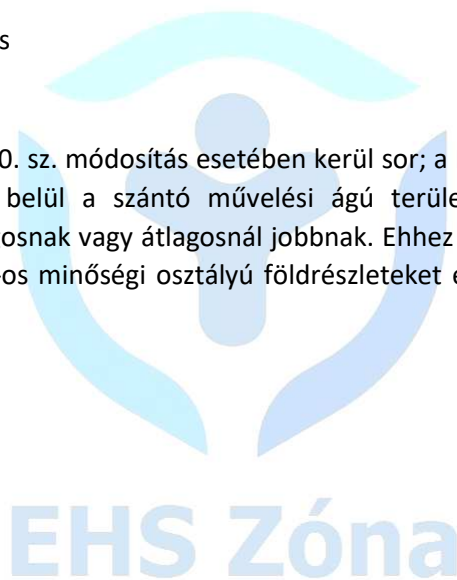 s
0. sz. módosítás esetében kerül sor; a
belül a szántó művelési ágú terüle
osnak vagy átlagosnál jobbnak. Ehhez
-os minőségi osztályú földrészleteket é
EHS Zóna